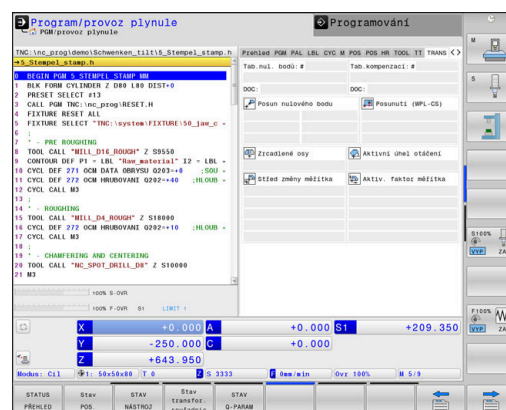 Program/provoz plynule
PGM/provoz plynule
Programování
TNC:\nc_prog\demo\Schwenken_tilt\5_Stempel_stamp.h
→5_Stempel_stamp.h
0 BEGIN PGM 5_STEMPEL_STAMP MM
1 BLK FORM CYLINDER Z D80 L80 DIST+0
2 PRESET SELECT #13
3 CALL PGM TNC:\nc_prog\RESET.H
4 FIXTURE RESET ALL
5 FIXTURE SELECT "TNC:\system\FIXTURE\50_jaw_c
6 ;
7 * - PRE ROUGHING
8 TOOL CALL "MILL_D16_ROUGH" Z S9550
9 CONTOUR DEF P1 = LBL "Raw_material" I2 = LBL
10 CYCL DEF 271 OCM DATA OBRYSU Q203=+0 ;SOU
11 CYCL DEF 272 OCM HRUBOVANI Q202=+40 ;HLOUB
12 CYCL CALL M3
13 ;
14 * - ROUGHING
15 TOOL CALL "MILL_D4_ROUGH" Z S18000
16 CYCL DEF 272 OCM HRUBOVANI Q202=+10 ;HLOUB
17 CYCL CALL M3
18 ;
19 * - CHAMFERING AND CENTERING
20 TOOL CALL "NC_SPOT_DRILL_D8" Z S10000
21 M3
Prehled PGM PAL LBL CYC M POS POS HR TOOL TT TRANS
Tab.nul. bodů: # Tab.kompenzací: #
DOC: DOC:
Posun nulového bodu Posunutí (WPL-CS)
Zrcadlené osy Aktivní úhel otáčení
Střed změny měřítka Aktiv. faktor měřítka
100% S-OVR
100% F-OVR S1 LIMIT 1
X +0.000 A +0.000 S1 +209.350
Y -250.000 C +0.000
Z +643.950
Modus: Cíl 1: 50x50x80 T 0 Z S 3333 F 0mm/min Ovr 100% M 5/9
STATUS PŘEHLED
Stav POS.
STAV NÁSTROJ
Stav transfor.
STAV Q-PARAM
M
S
S100%
VYP ZA
F100%
VYP ZA